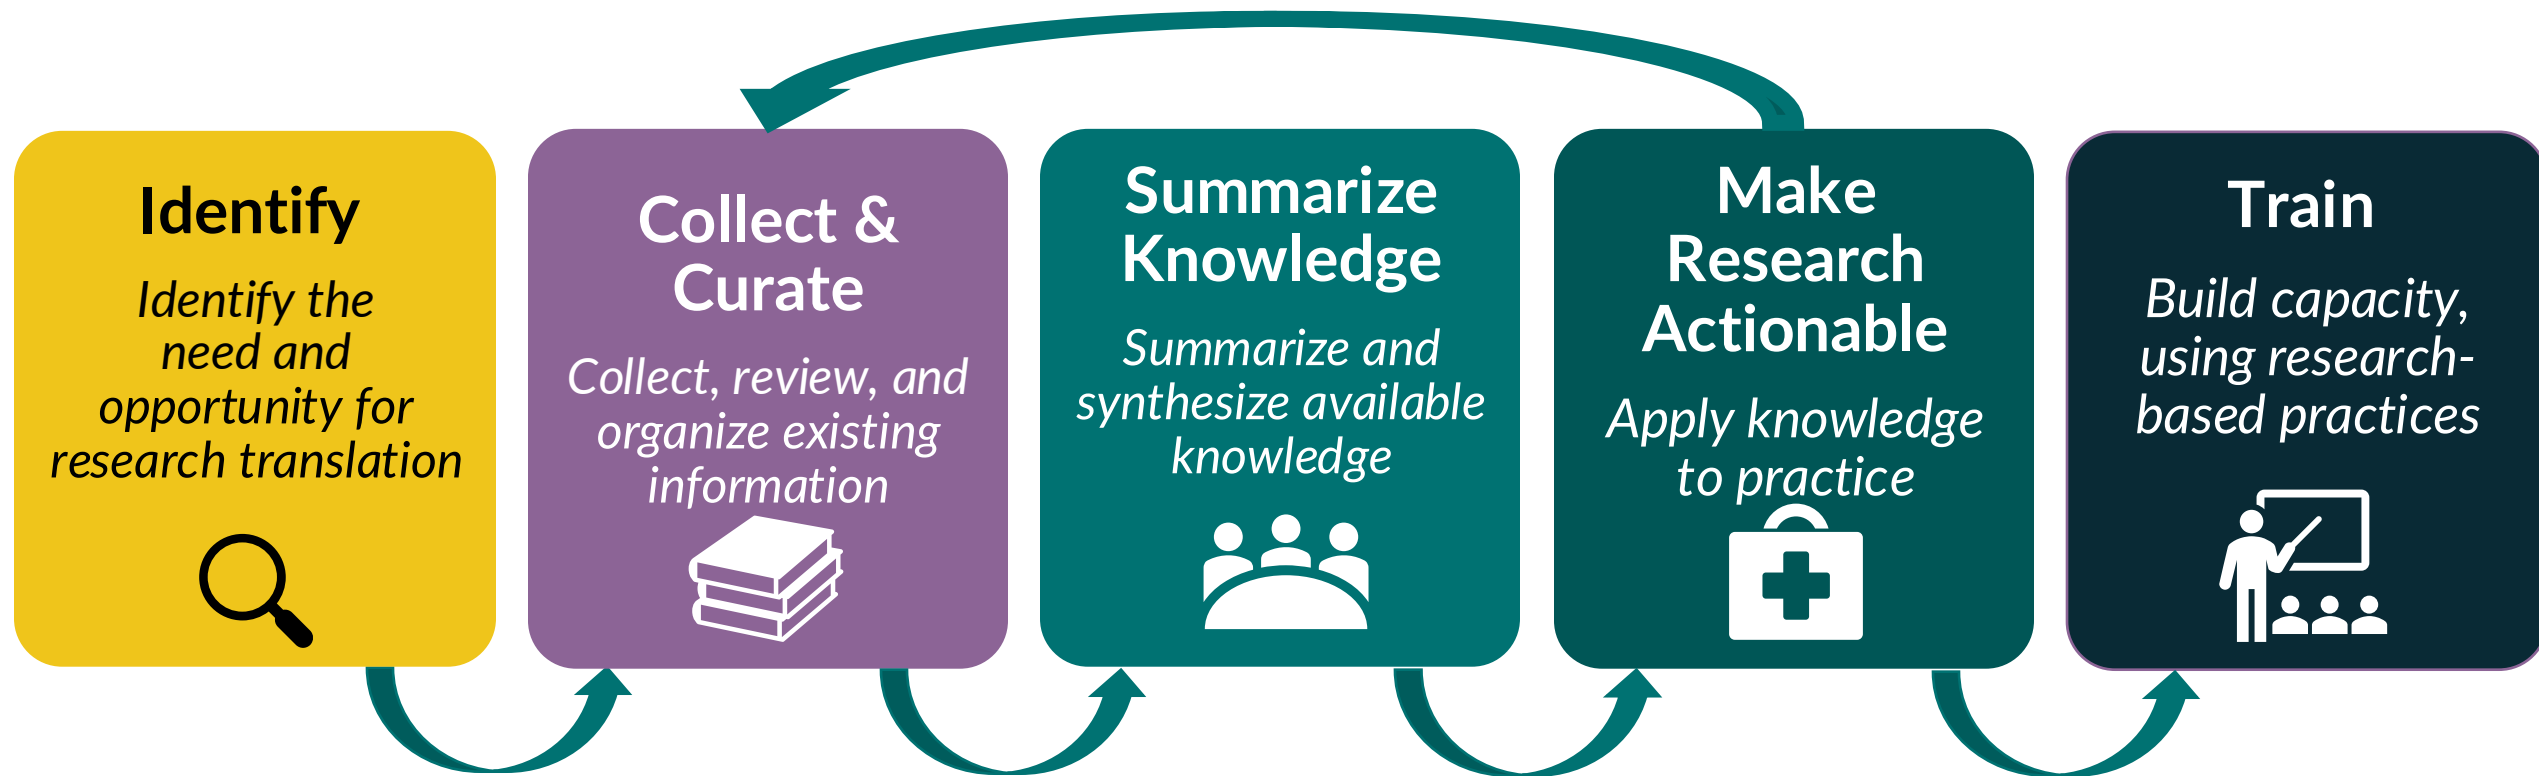 Identify
Identify the
need and
opportunity for
research translation
Collect &
Curate
Collect, review, and
organize existing
information
Summarize
Knowledge
Summarize and
synthesize available
knowledge
Make
Research
Actionable
Apply knowledge
to practice
Train
Build capacity,
using research-
based practices